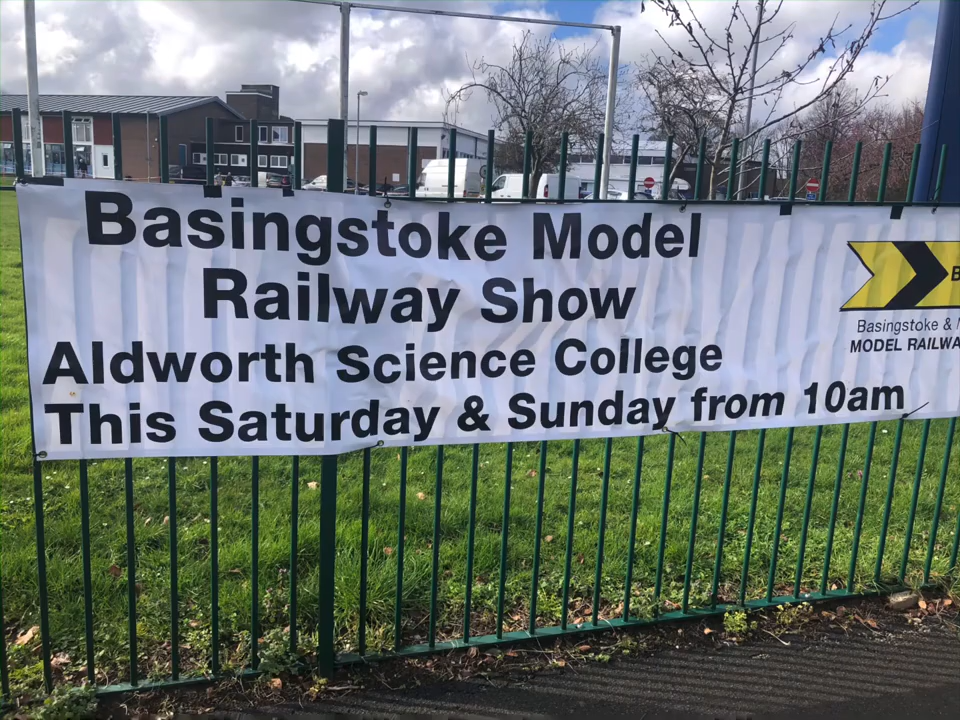 Basingstoke Model
Railway Show
Aldworth Science College
This Saturday & Sunday from 10am
B
Basingstoke &
MODEL RAILWA